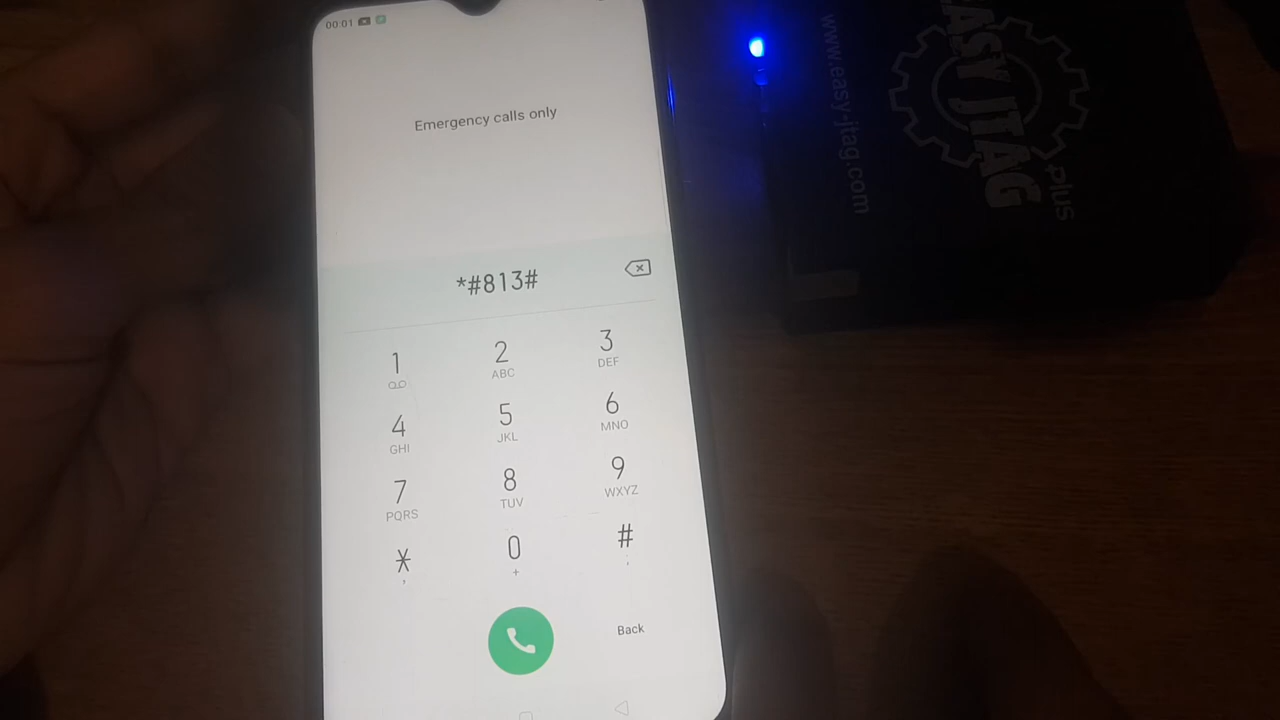 00:01
Emergency calls only
*#813#
1
2
ABC
3
DEF
4
GHI
5
JKL
6
MNO
7
PQRS
8
TUV
9
WXYZ
*
,
0
+
#
;
Back
www.easy-jtag.com
EASY JTAG
plus